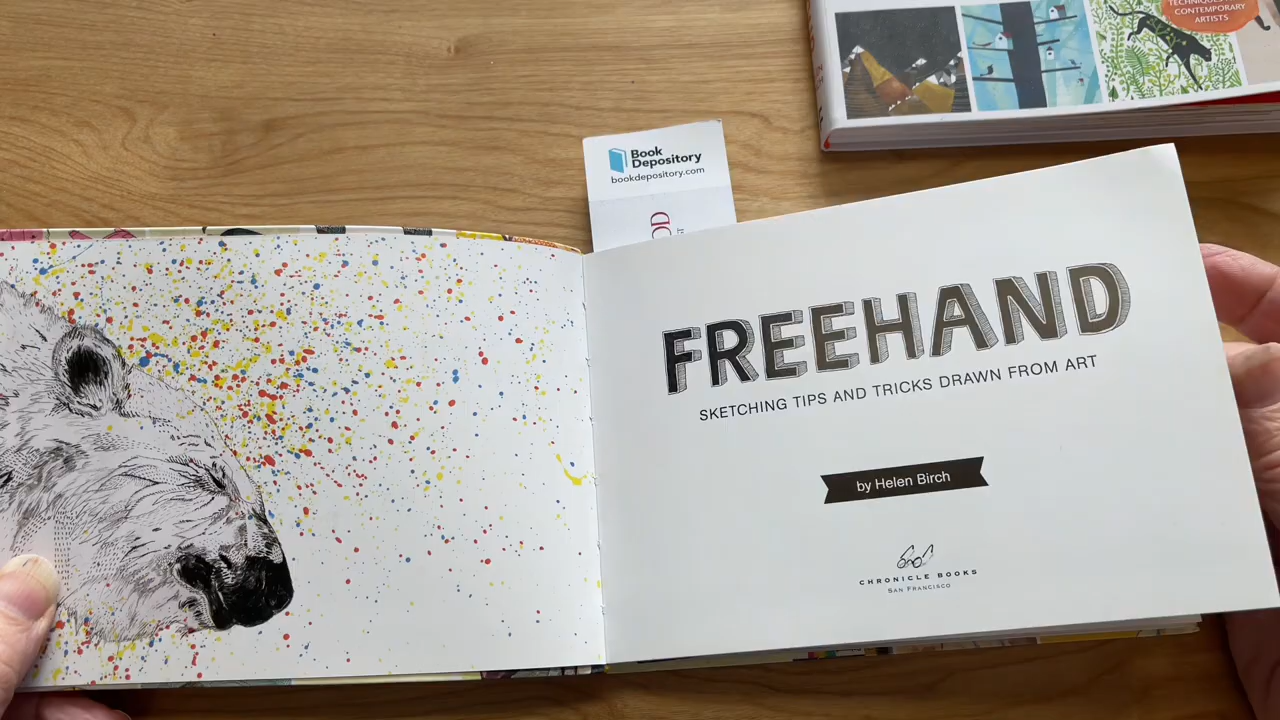 TECHNIQUES
CONTEMPORARY
ARTISTS
Book
Depository
bookdepository.com
FREEHAND
SKETCHING TIPS AND TRICKS DRAWN FROM ART
by Helen Birch
CHRONICLE BOOKS
SAN FRANCISCO